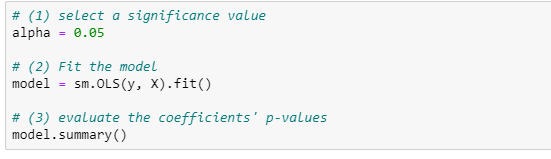 # (1) select a significance value
alpha = 0.05
# (2) Fit the model
model = sm.OLS(y, X).fit()
# (3) evaluate the coefficients' p-values
model.summary()